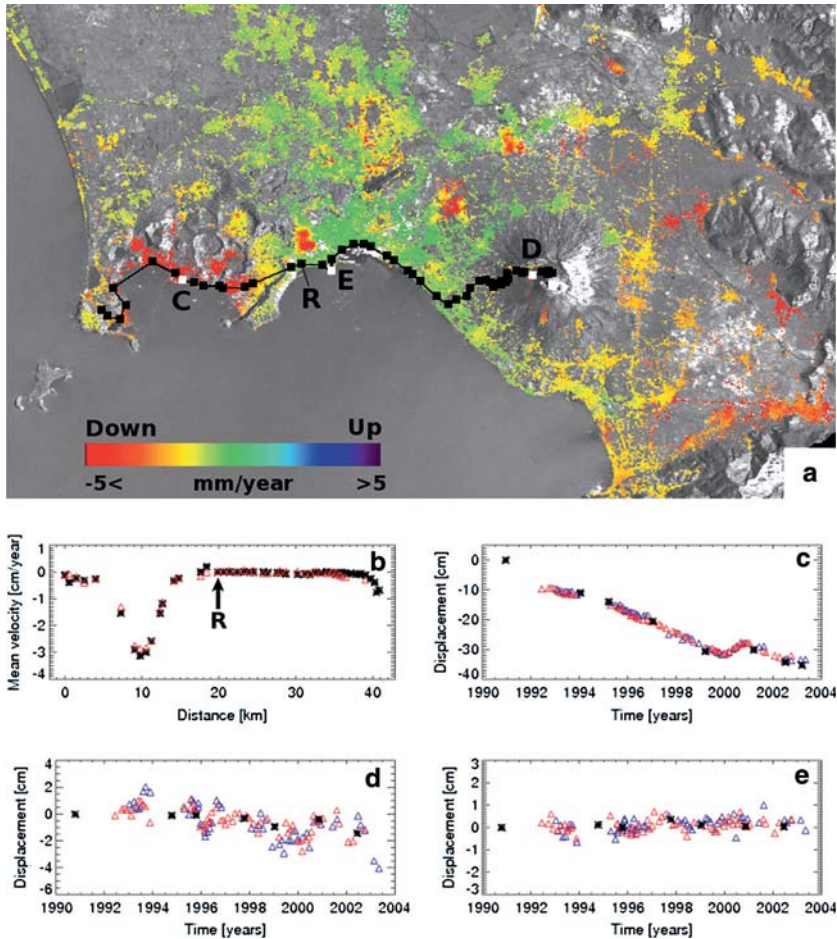 D
C
R
E
Down Up
-5< mm/year >5
a
b
1
0
-1
-2
-3
-4
Mean velocity [cm/year]
R
0 10 20 30 40
Distance [km]
c
0
-10
-20
-30
-40
Displacement [cm]
1990 1992 1994 1996 1998 2000 2002 2004
Time [years]
d
4
2
0
-2
-4
-6
Displacement [cm]
1990 1992 1994 1996 1998 2000 2002 2004
Time [years]
e
3
2
1
0
-1
-2
-3
Displacement [cm]
1990 1992 1994 1996 1998 2000 2002 2004
Time [years]